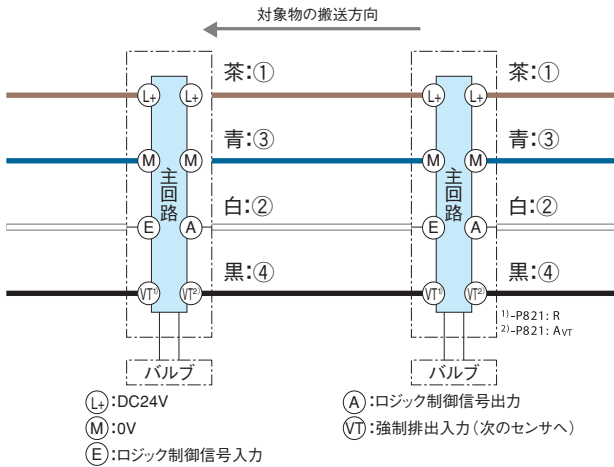 対象物の搬送方向
茶:① 茶:①
L+ L+ L+ L+
青:③ 青:③
M M M M
主回路 主回路
白:② 白:②
E A E A
黒:④ 黒:④
VT1) VT2) VT1) VT2)
1)-P821: R
2)-P821: AVT
バルブ バルブ
L+:DC24V
M:0V
E:ロジック制御信号入力
A:ロジック制御信号出力
VT:強制排出入力(次のセンサへ)